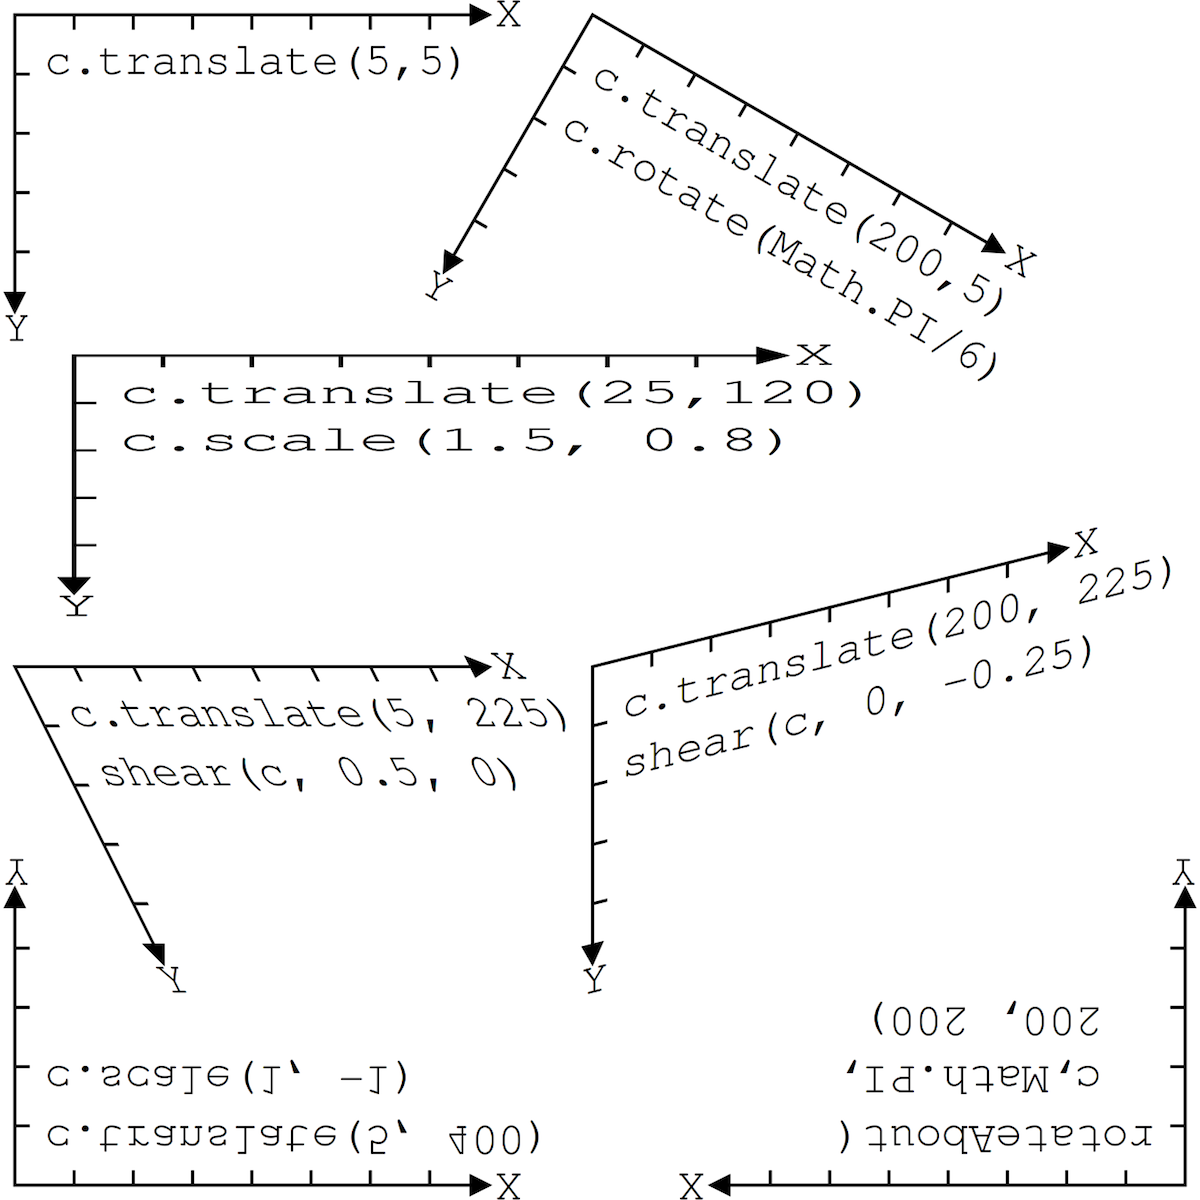 X
c.translate(5,5)
Y
c.translate(200,5)
c.rotate(Math.PI/6)
X
Y
X
c.translate(25,120)
c.scale(1.5, 0.8)
Y
X
c.translate(5, 225)
shear(c, 0.5, 0)
Y
X
c.translate(200, 225)
shear(c, 0, -0.25)
Y
Y
c.translate(5, 400)
c.scale(1, -1)
X
Y
rotateAbout(
c,Math.PI,
200, 200)
X